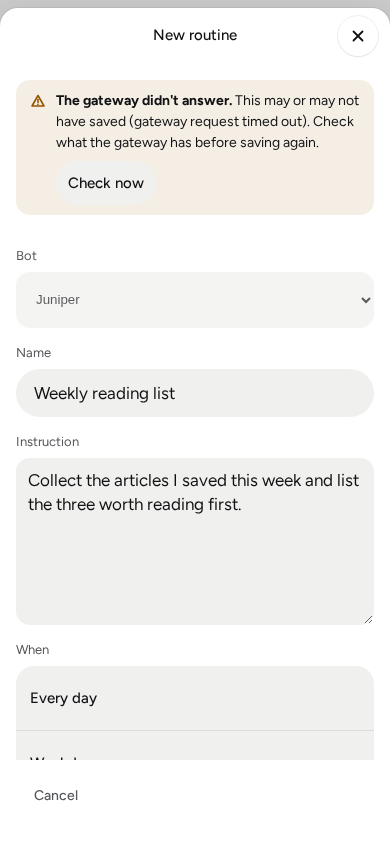 New routine
The gateway didn't answer. This may or may not
have saved (gateway request timed out). Check
what the gateway has before saving again.
Check now
Bot
Juniper
Name
Weekly reading list
Instruction
Collect the articles I saved this week and list
the three worth reading first.
When
Every day
Cancel